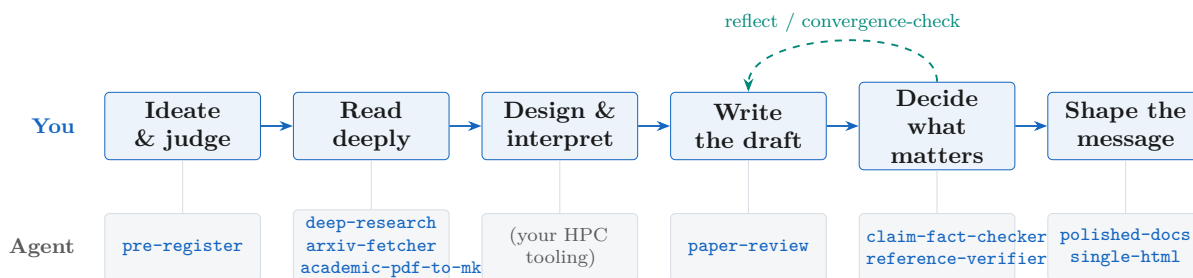 reflect / convergence-check
You
Ideate
& judge
Read
deeply
Design &
interpret
Write
the draft
Decide
what
matters
Shape the
message
Agent
pre-register
deep-research
arxiv-fetcher
academic-pdf-to-mk
(your HPC
tooling)
paper-review
claim-fact-checker
reference-verifier
polished-docs
single-html